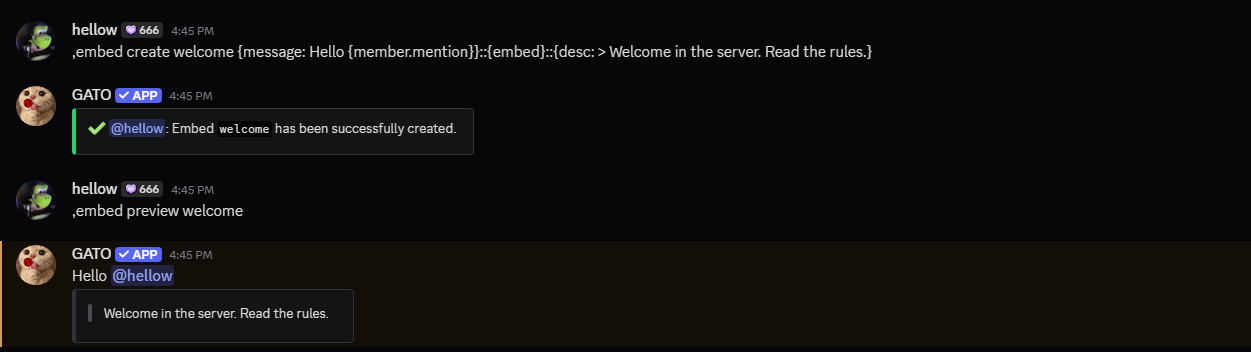 hellow 666 4:45 PM
,embed create welcome {message: Hello {member.mention}}::{embed}::{desc: > Welcome in the server. Read the rules.}
GATO APP 4:45 PM
@hellow: Embed welcome has been successfully created.
hellow 666 4:45 PM
,embed preview welcome
GATO APP 4:45 PM
Hello @hellow
Welcome in the server. Read the rules.